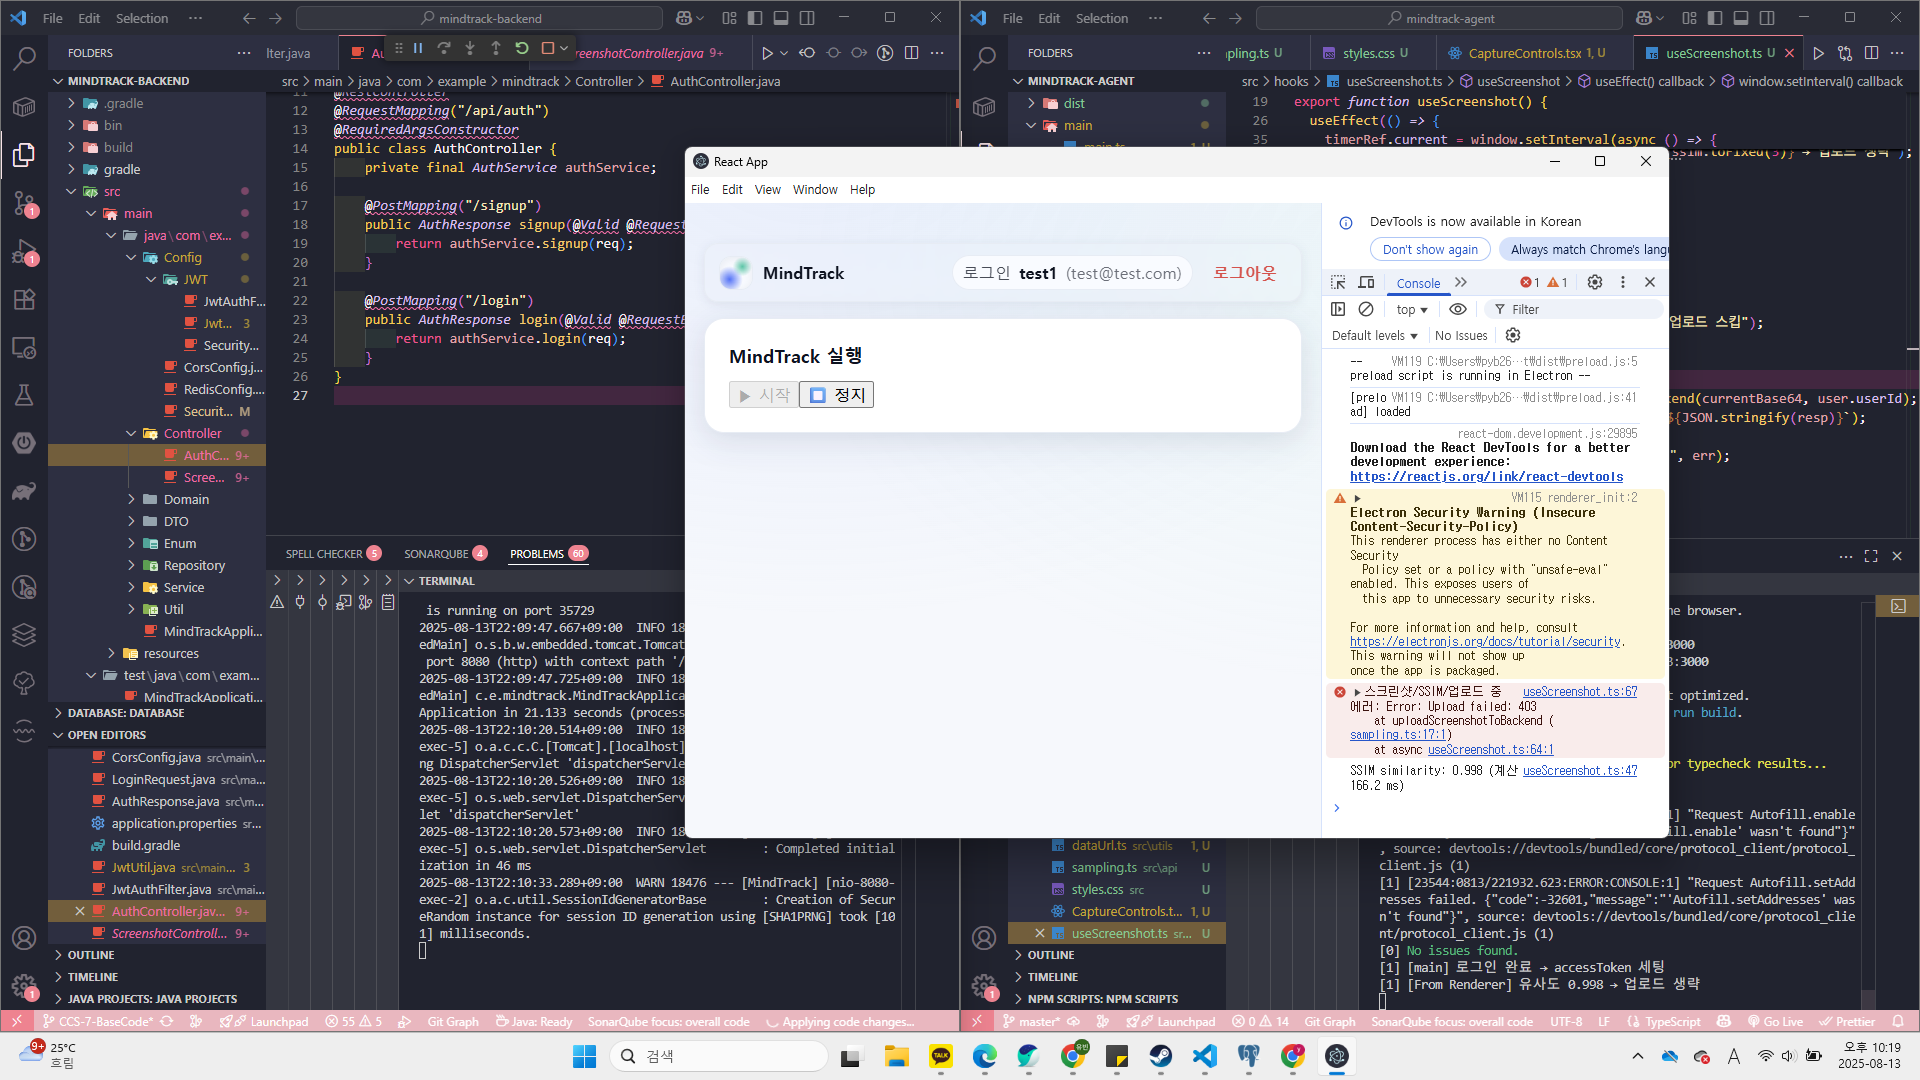 File Edit Selection ··· mindtrack-backend
FOLDERS ···
MINDTRACK-BACKEND
.gradle
bin
build
gradle
src
main
java\com\ex...
Config
JWT
JwtAuthF...
Jwt... 3
Security...
CorsConfig.j...
RedisConfig....
Securit... M
Controller
AuthC... 9+
Scree... 9+
Domain
DTO
Enum
Repository
Service
Util
MindTrackAppli...
resources
test\java\com\exam...
MindTrackApplicati...
DATABASE: DATABASE
OPEN EDITORS
CorsConfig.java src\main\...
LoginRequest.java src\ma...
AuthResponse.java src\m...
application.properties sr...
build.gradle
JwtUtil.java src\main... 3
JwtAuthFilter.java src\mai...
AuthController.jav... 9+
ScreenshotControll... 9+
OUTLINE
TIMELINE
JAVA PROJECTS: JAVA PROJECTS
lter.java Au creenshotController.java 9+
src > main > java > com > example > mindtrack > Controller > AuthController.java
11 @RestController
12 @RequestMapping("/api/auth")
13 @RequiredArgsConstructor
14 public class AuthController {
15 private final AuthService authService;
16
17 @PostMapping("/signup")
18 public AuthResponse signup(@Valid @Request
19 return authService.signup(req);
20 }
21
22 @PostMapping("/login")
23 public AuthResponse login(@Valid @RequestB
24 return authService.login(req);
25 }
26 }
27
SPELL CHECKER 5 SONARQUBE 4 PROBLEMS 60
TERMINAL
is running on port 35729
2025-08-13T22:09:47.667+09:00 INFO 18
edMain] o.s.b.w.embedded.tomcat.Tomcat
port 8080 (http) with context path '/
2025-08-13T22:09:47.725+09:00 INFO 18
edMain] c.e.mindtrack.MindTrackApplica
Application in 21.133 seconds (process
2025-08-13T22:10:20.514+09:00 INFO 18
exec-5] o.a.c.c.C.[Tomcat].[localhost]
ng DispatcherServlet 'dispatcherServle
2025-08-13T22:10:20.526+09:00 INFO 18
exec-5] o.s.web.servlet.DispatcherServ
let 'dispatcherServlet'
2025-08-13T22:10:20.573+09:00 INFO 18
exec-5] o.s.web.servlet.DispatcherServlet : Completed initial
ization in 46 ms
2025-08-13T22:10:33.289+09:00 WARN 18476 --- [MindTrack] [nio-8080-
exec-2] o.a.c.util.SessionIdGeneratorBase : Creation of Secur
eRandom instance for session ID generation using [SHA1PRNG] took [10
1] milliseconds.
CCS-7-BaseCode* Launchpad 55 5 Git Graph Java: Ready SonarQube focus: overall code Applying code changes...
React App
File Edit View Window Help
MindTrack 로그인 test1 (test@test.com) 로그아웃
MindTrack 실행
▶ 시작 정지
DevTools is now available in Korean
Don't show again Always match Chrome's langu
Console 1 1
top Filter
Default levels No Issues
-- VM119 C:₩Users₩pyb26…t₩dist₩preload.js:5
preload script is running in Electron --
[prelo VM119 C:₩Users₩pyb26…t₩dist₩preload.js:41
ad] loaded
react-dom.development.js:29895
Download the React DevTools for a better
development experience:
https://reactjs.org/link/react-devtools
VM115 renderer_init:2
Electron Security Warning (Insecure
Content-Security-Policy)
This renderer process has either no Content
Security
Policy set or a policy with "unsafe-eval"
enabled. This exposes users of
this app to unnecessary security risks.
For more information and help, consult
https://electronjs.org/docs/tutorial/security.
This warning will not show up
once the app is packaged.
스크린샷/SSIM/업로드 중 useScreenshot.ts:67
에러: Error: Upload failed: 403
at uploadScreenshotToBackend (
sampling.ts:17:1)
at async useScreenshot.ts:64:1
SSIM similarity: 0.998 (계산 useScreenshot.ts:47
166.2 ms)
File Edit Selection ··· mindtrack-agent
FOLDERS ···
MINDTRACK-AGENT
dist
main
npling.ts U styles.css U CaptureControls.tsx 1, U useScreenshot.ts U
src > hooks > useScreenshot.ts > useScreenshot > useEffect() callback > window.setInterval() callback
19 export function useScreenshot() {
26 useEffect(() => {
35 timerRef.current = window.setInterval(async () => {
ssim.toFixed(3)} → 업로드 생략`);
업로드 스킵");
end(currentBase64, user.userId);
${JSON.stringify(resp)}`);
", err);
e browser.
3000
:3000
t optimized.
run build.
or typecheck results...
1] "Request Autofill.enable
ill.enable' wasn't found"}"
, source: devtools://devtools/bundled/core/protocol_client/protocol_
client.js (1)
[1] [23544:0813/221932.623:ERROR:CONSOLE:1] "Request Autofill.setAdd
resses failed. {"code":-32601,"message":"'Autofill.setAddresses' was
n't found"}", source: devtools://devtools/bundled/core/protocol_clie
nt/protocol_client.js (1)
[0] No issues found.
[1] [main] 로그인 완료 → accessToken 세팅
[1] [From Renderer] 유사도 0.998 → 업로드 생략
dataUrl.ts src\utils 1, U
sampling.ts src\api U
styles.css src U
CaptureControls.t... 1, U
useScreenshot.ts sr... U
OUTLINE
TIMELINE
NPM SCRIPTS: NPM SCRIPTS
master* Launchpad 0 14 Git Graph SonarQube focus: overall code UTF-8 LF TypeScript Go Live Prettier
9+ 25°C
흐림
검색
TALK
A
오후 10:19
2025-08-13